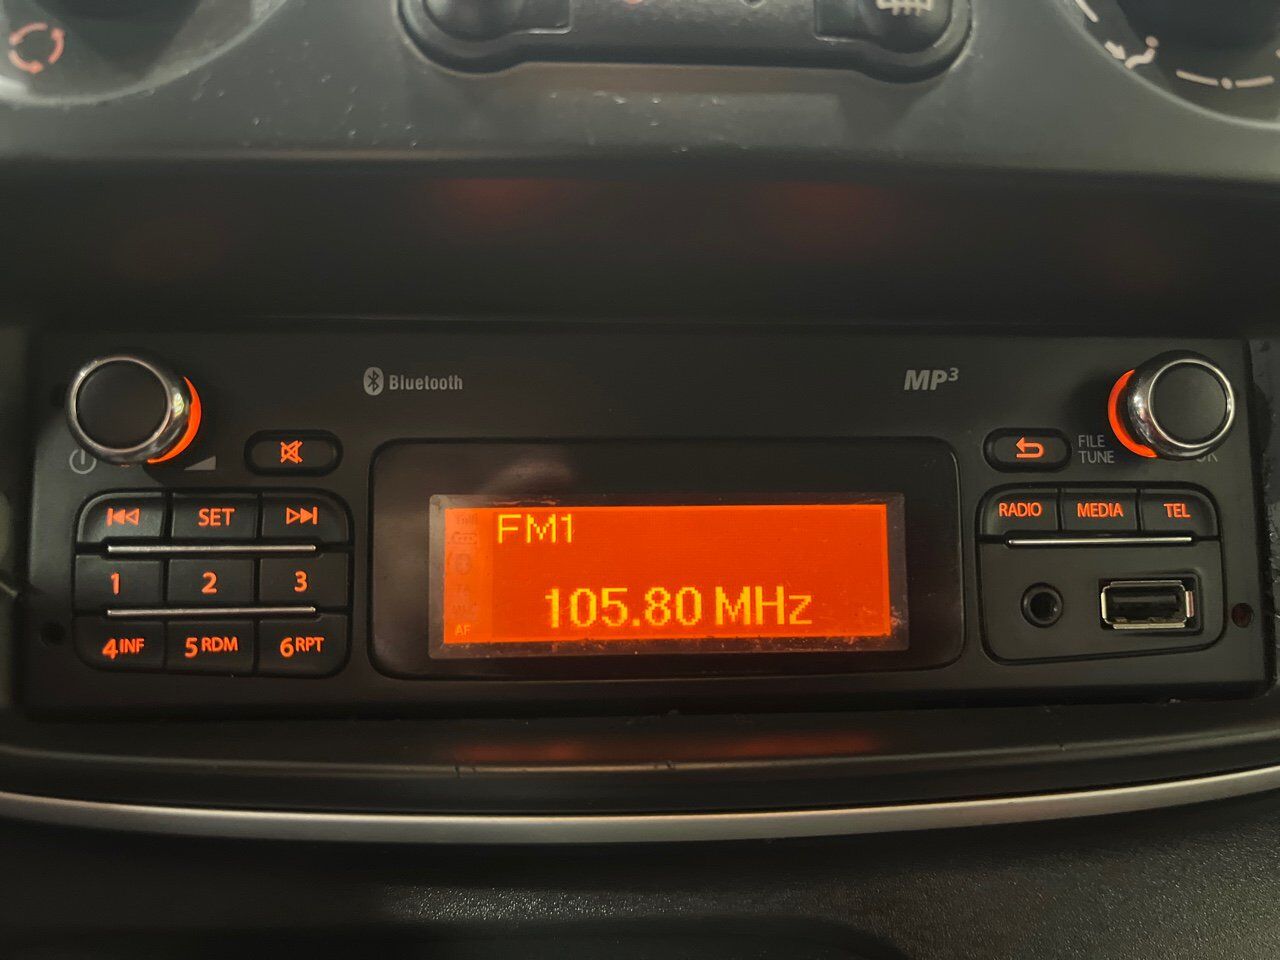 Bluetooth
MP3
FILE
TUNE
SET
RADIO
MEDIA
TEL
FM1
105.80 MHz
1
2
3
4INF
5RDM
6RPT
AF